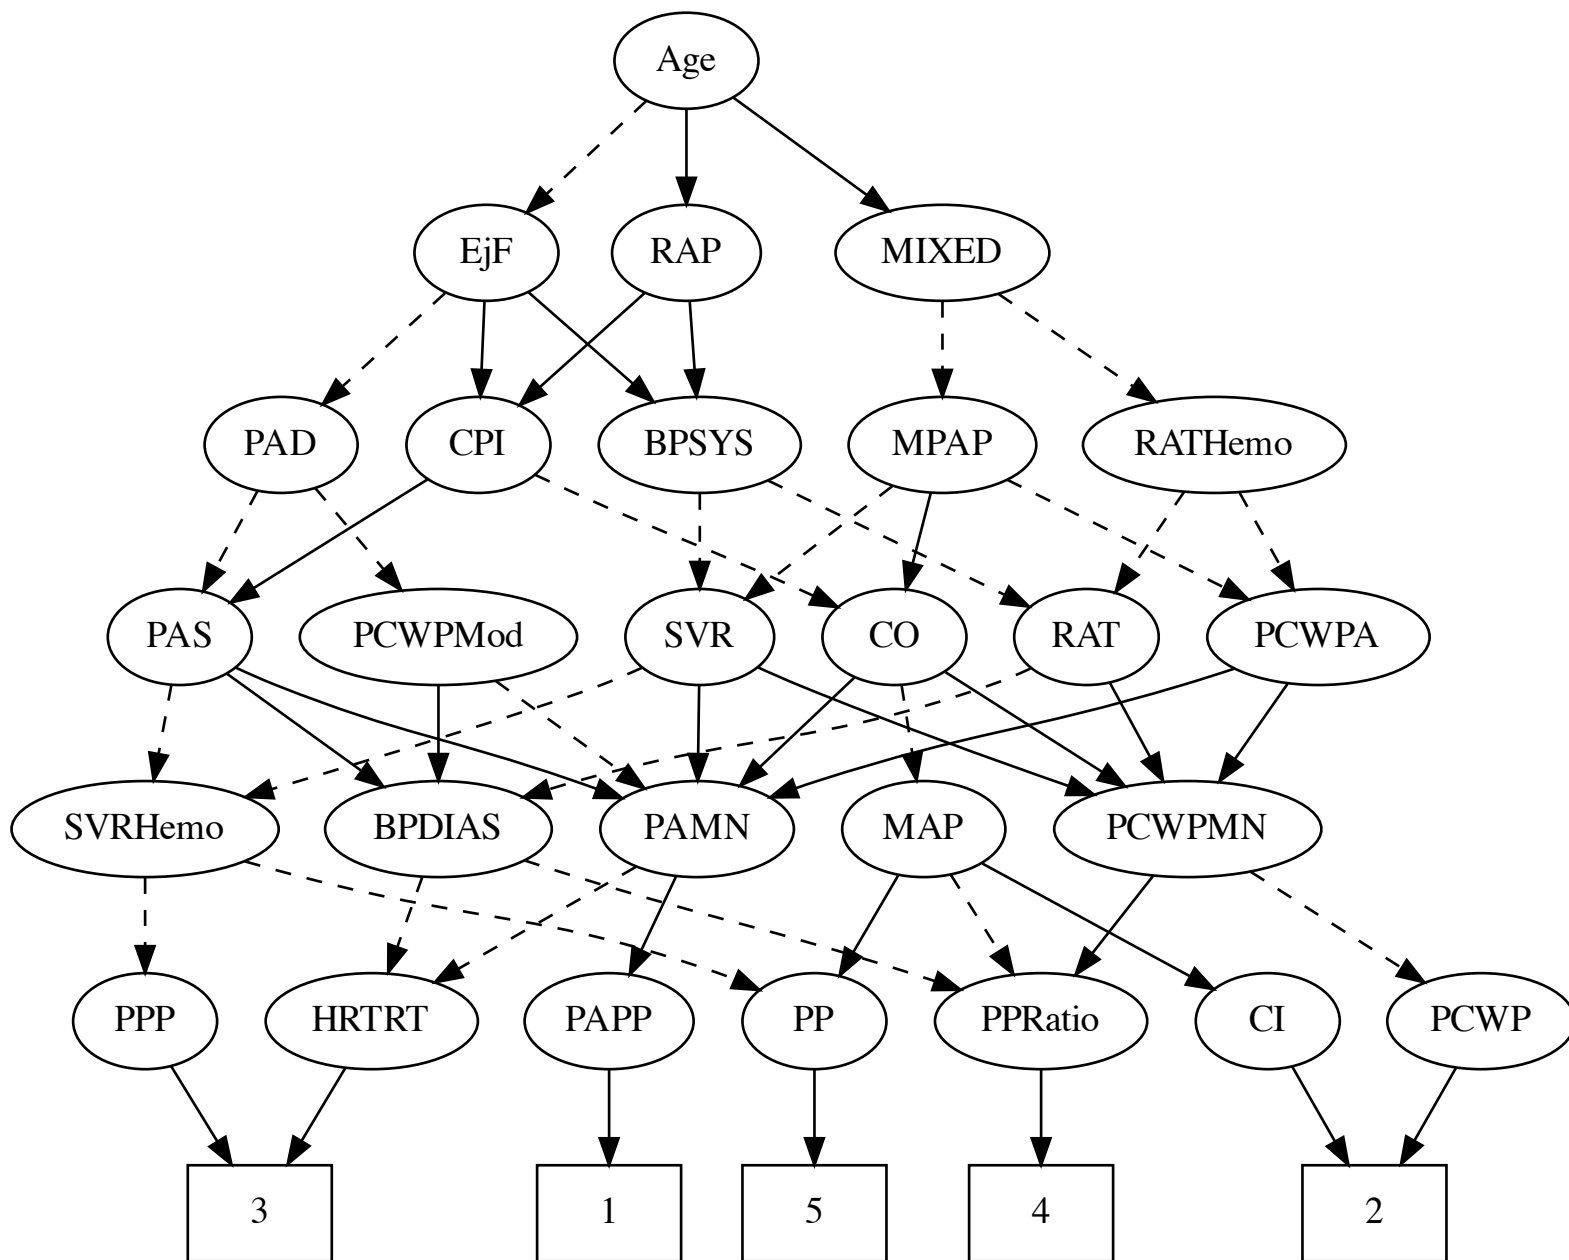 Age
EjF
RAP
MIXED
PAD
CPI
BPSYS
MPAP
RATHemo
PAS
PCWPMod
SVR
CO
RAT
PCWPA
SVRHemo
BPDIAS
PAMN
MAP
PCWPMN
PPP
HRTRT
PAPP
PP
PPRatio
CI
PCWP
3
1
5
4
2